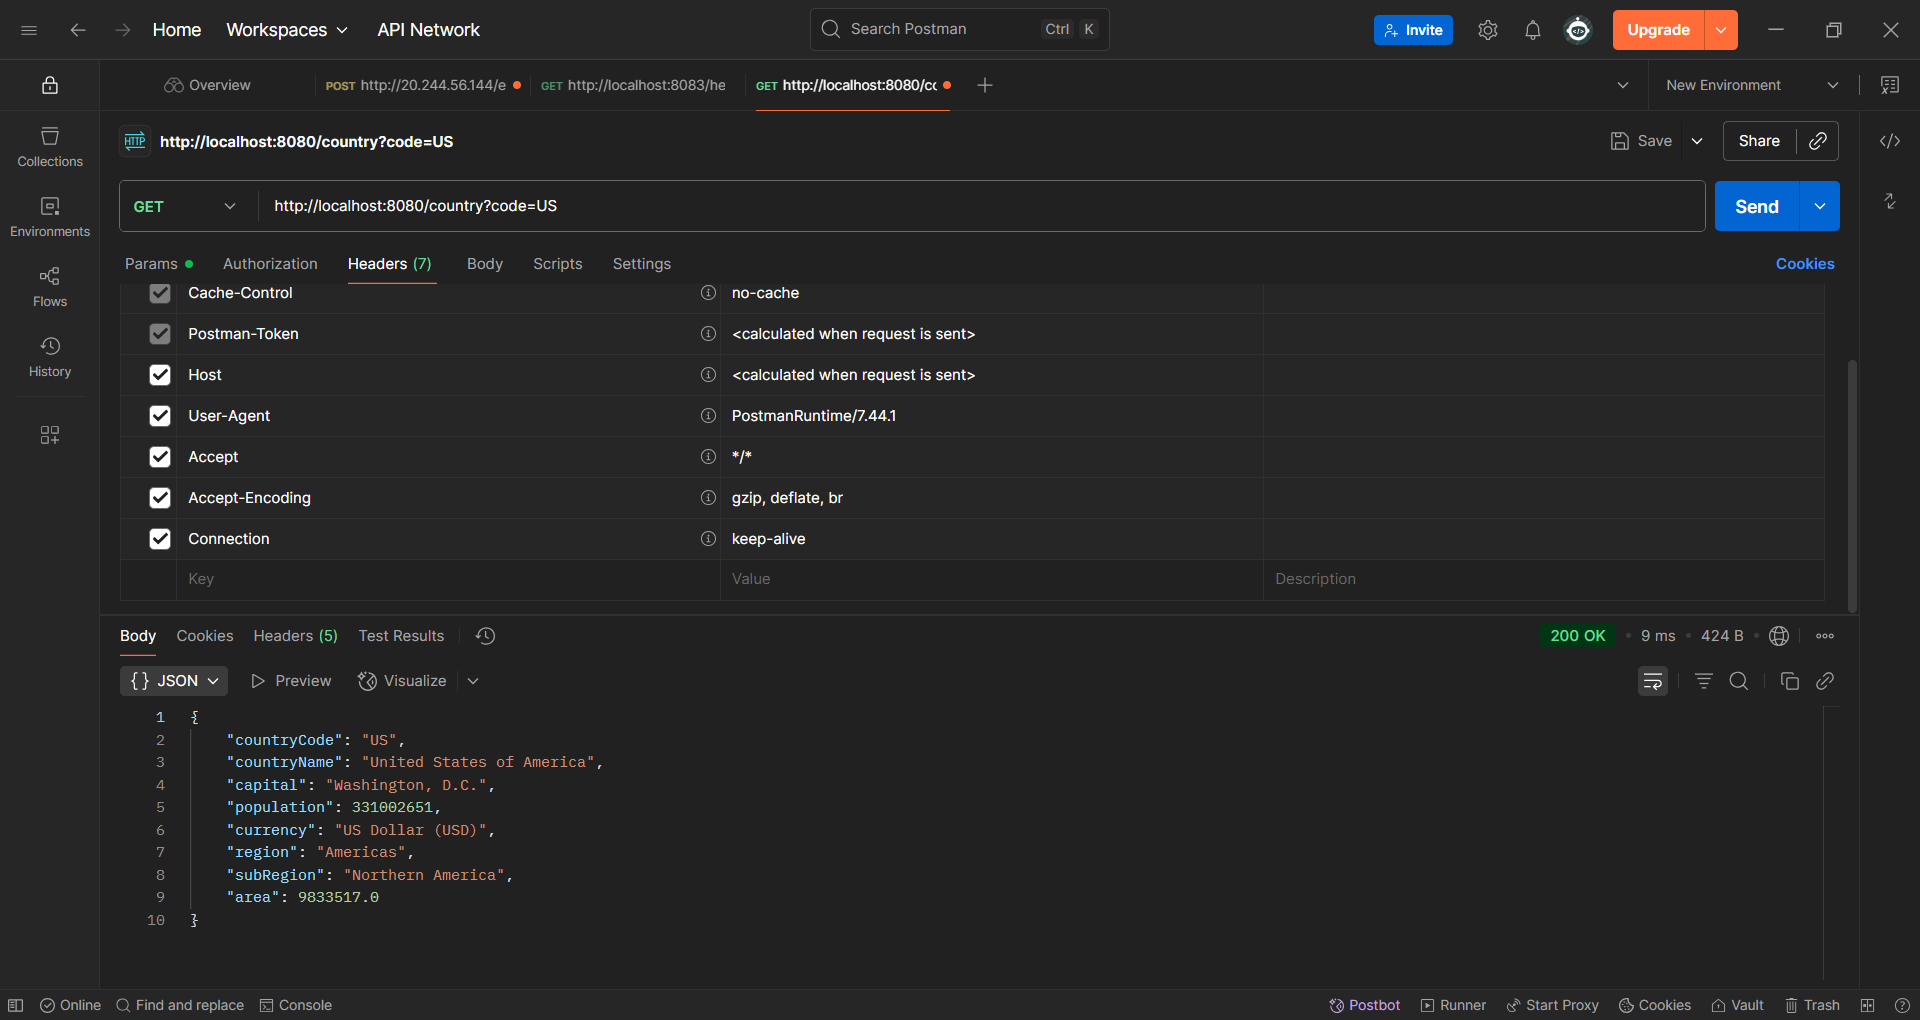 Home Workspaces API Network Search Postman Ctrl K Invite Upgrade
Overview POST http://20.244.56.144/e GET http://localhost:8083/he GET http://localhost:8080/cc New Environment
HTTP http://localhost:8080/country?code=US Save Share
Collections
Environments
Flows
History
GET http://localhost:8080/country?code=US Send
Params Authorization Headers (7) Body Scripts Settings Cookies
Cache-Control no-cache
Postman-Token <calculated when request is sent>
Host <calculated when request is sent>
User-Agent PostmanRuntime/7.44.1
Accept */*
Accept-Encoding gzip, deflate, br
Connection keep-alive
Key Value Description
Body Cookies Headers (5) Test Results 200 OK • 9 ms • 424 B •
{} JSON Preview Visualize
1 {
2 "countryCode": "US",
3 "countryName": "United States of America",
4 "capital": "Washington, D.C.",
5 "population": 331002651,
6 "currency": "US Dollar (USD)",
7 "region": "Americas",
8 "subRegion": "Northern America",
9 "area": 9833517.0
10 }
Online Find and replace Console Postbot Runner Start Proxy Cookies Vault Trash